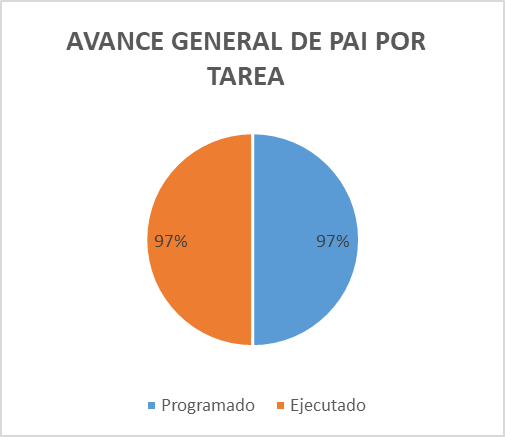 AVANCE GENERAL DE PAI POR
TAREA
97%
97%
Programado
Ejecutado